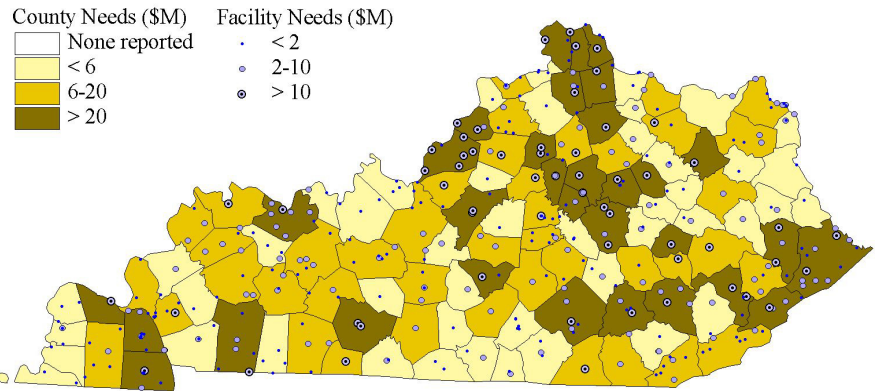 County Needs ($M)
None reported
< 6
6-20
> 20
Facility Needs ($M)
< 2
2-10
> 10